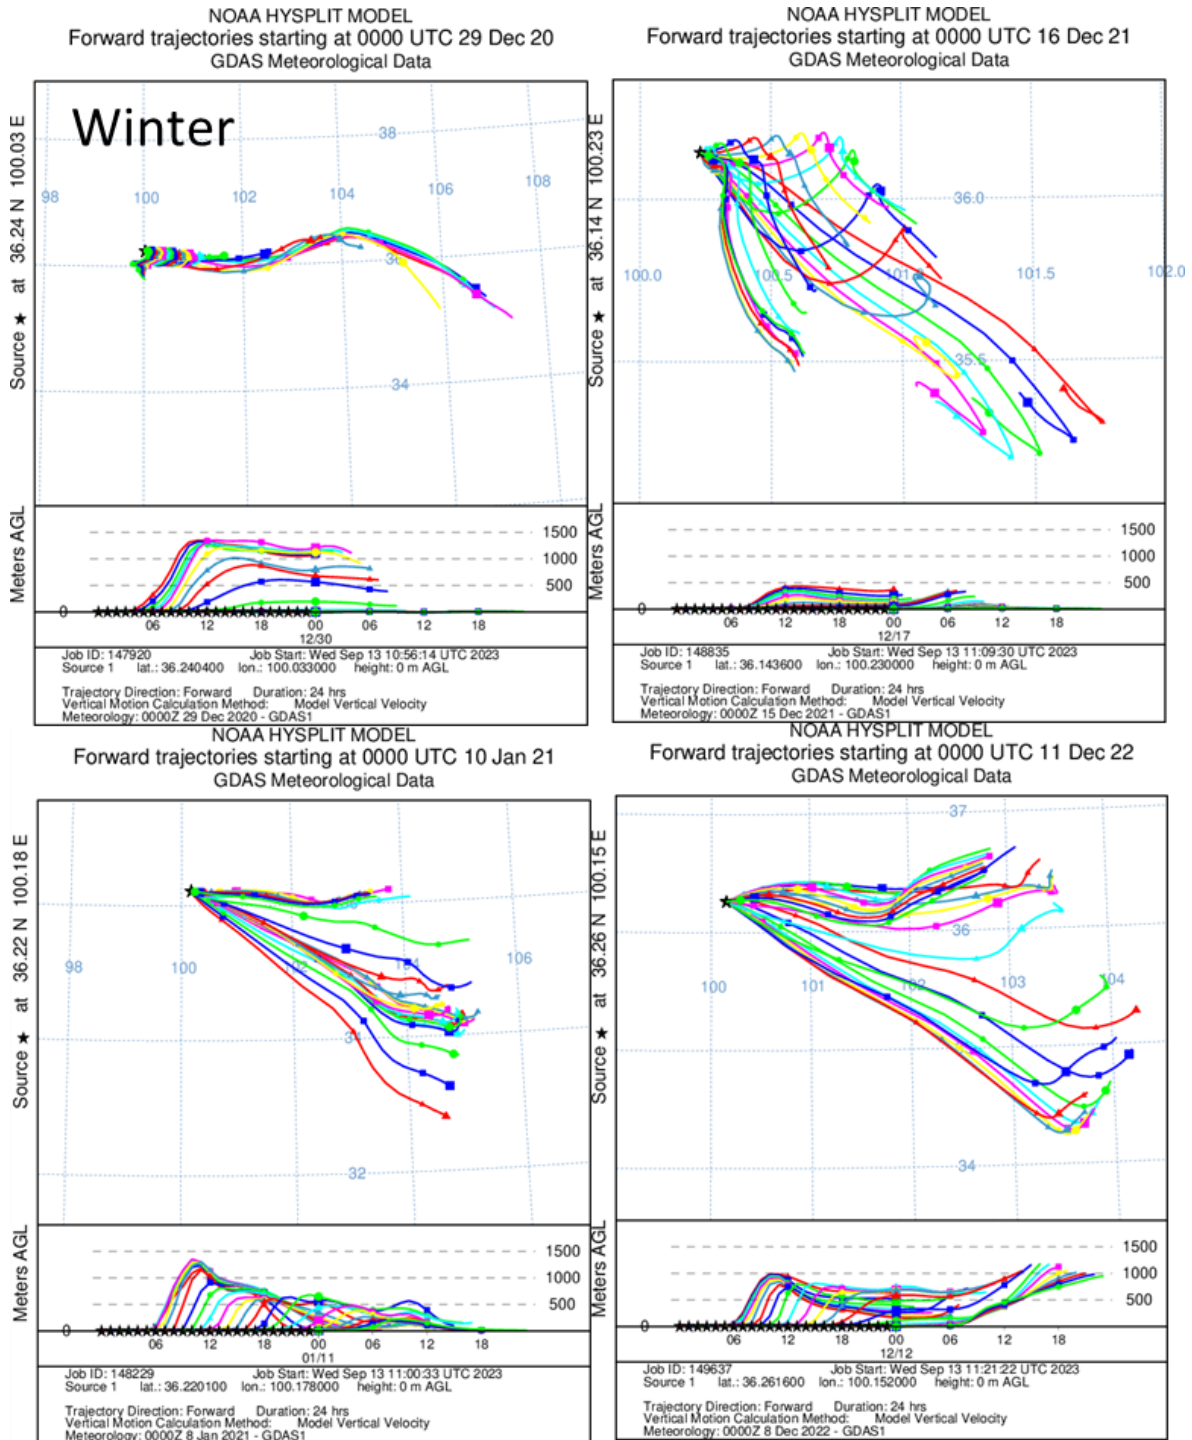 NOAA HYSPLIT MODEL
Forward trajectories starting at 0000 UTC 29 Dec 20
GDAS Meteorological Data
Source ★ at 36.24 N 100.03 E
Winter
38
98 100 102 104 106 108
36
34
Meters AGL
1500
1000
500
0
06 12 18 00 06 12 18
12/30
Job ID: 147920 Job Start: Wed Sep 13 10:56:14 UTC 2023
Source 1 lat.: 36.240400 lon.: 100.033000 height: 0 m AGL
Trajectory Direction: Forward Duration: 24 hrs
Vertical Motion Calculation Method: Model Vertical Velocity
Meteorology: 0000Z 29 Dec 2020 - GDAS1
NOAA HYSPLIT MODEL
Forward trajectories starting at 0000 UTC 16 Dec 21
GDAS Meteorological Data
Source ★ at 36.14 N 100.23 E
36.0
100.0 100.5 101.0 101.5 102.0
35.5
Meters AGL
1500
1000
500
0
06 12 18 00 06 12 18
12/17
Job ID: 148835 Job Start: Wed Sep 13 11:09:30 UTC 2023
Source 1 lat.: 36.143600 lon.: 100.230000 height: 0 m AGL
Trajectory Direction: Forward Duration: 24 hrs
Vertical Motion Calculation Method: Model Vertical Velocity
Meteorology: 0000Z 15 Dec 2021 - GDAS1
NOAA HYSPLIT MODEL
Forward trajectories starting at 0000 UTC 10 Jan 21
GDAS Meteorological Data
Source ★ at 36.22 N 100.18 E
98 100 102 104 106
34
32
Meters AGL
1500
1000
500
0
06 12 18 00 06 12 18
01/11
Job ID: 148229 Job Start: Wed Sep 13 11:00:33 UTC 2023
Source 1 lat.: 36.220100 lon.: 100.178000 height: 0 m AGL
Trajectory Direction: Forward Duration: 24 hrs
Vertical Motion Calculation Method: Model Vertical Velocity
Meteorology: 0000Z 8 Jan 2021 - GDAS1
NOAA HYSPLIT MODEL
Forward trajectories starting at 0000 UTC 11 Dec 22
GDAS Meteorological Data
Source ★ at 36.26 N 100.15 E
37
36
100 101 102 103 104
34
Meters AGL
1500
1000
500
0
06 12 18 00 06 12 18
12/12
Job ID: 149637 Job Start: Wed Sep 13 11:21:22 UTC 2023
Source 1 lat.: 36.261600 lon.: 100.152000 height: 0 m AGL
Trajectory Direction: Forward Duration: 24 hrs
Vertical Motion Calculation Method: Model Vertical Velocity
Meteorology: 0000Z 8 Dec 2022 - GDAS1